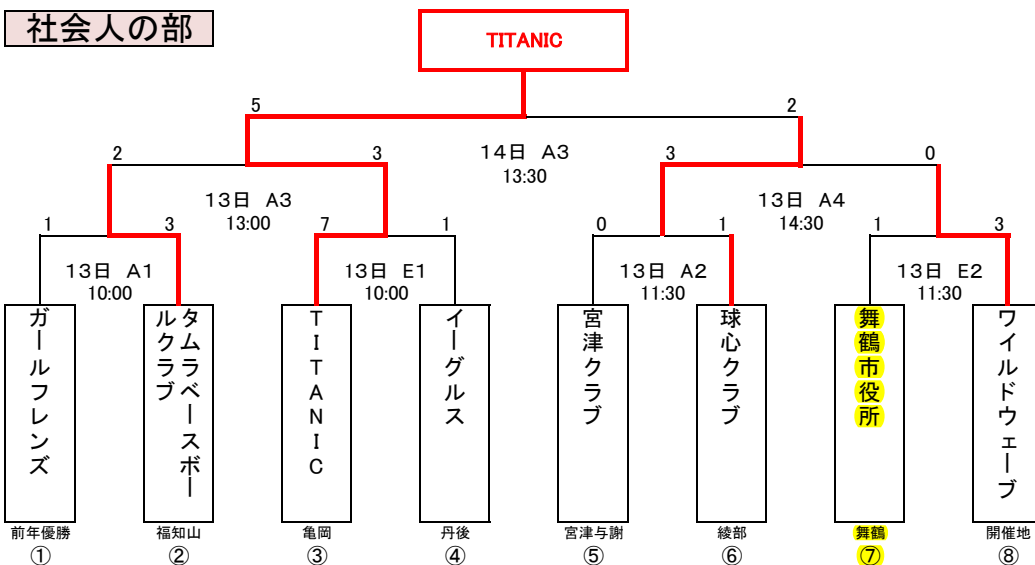 社会人の部
TITANIC
5
2
14日 A3
13:30
2
3
3
0
13日 A3
13:00
13日 A4
14:30
1
3
7
1
0
1
1
3
13日 A1
10:00
13日 E1
10:00
13日 A2
11:30
13日 E2
11:30
ガールフレンズ
タムラベースボー
ルクラブ
TITANIC
イーグルス
宮津クラブ
球心クラブ
舞鶴市役所
ワイルドウェーブ
前年優勝
福知山
亀岡
丹後
宮津与謝
綾部
舞鶴
開催地
①
②
③
④
⑤
⑥
⑦
⑧